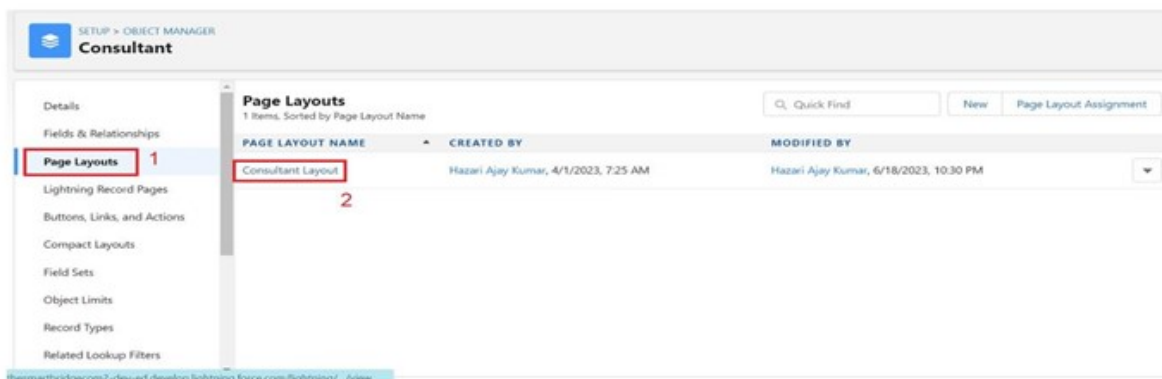 SETUP > OBJECT MANAGER
Consultant
Details
Fields & Relationships
Page Layouts 1
Lightning Record Pages
Buttons, Links, and Actions
Compact Layouts
Field Sets
Object Limits
Record Types
Related Lookup Filters
Page Layouts
1 Items, Sorted by Page Layout Name
Quick Find
New
Page Layout Assignment
PAGE LAYOUT NAME CREATED BY MODIFIED BY
Consultant Layout Hazari Ajay Kumar, 4/1/2023, 7:25 AM Hazari Ajay Kumar, 6/18/2023, 10:30 PM
2